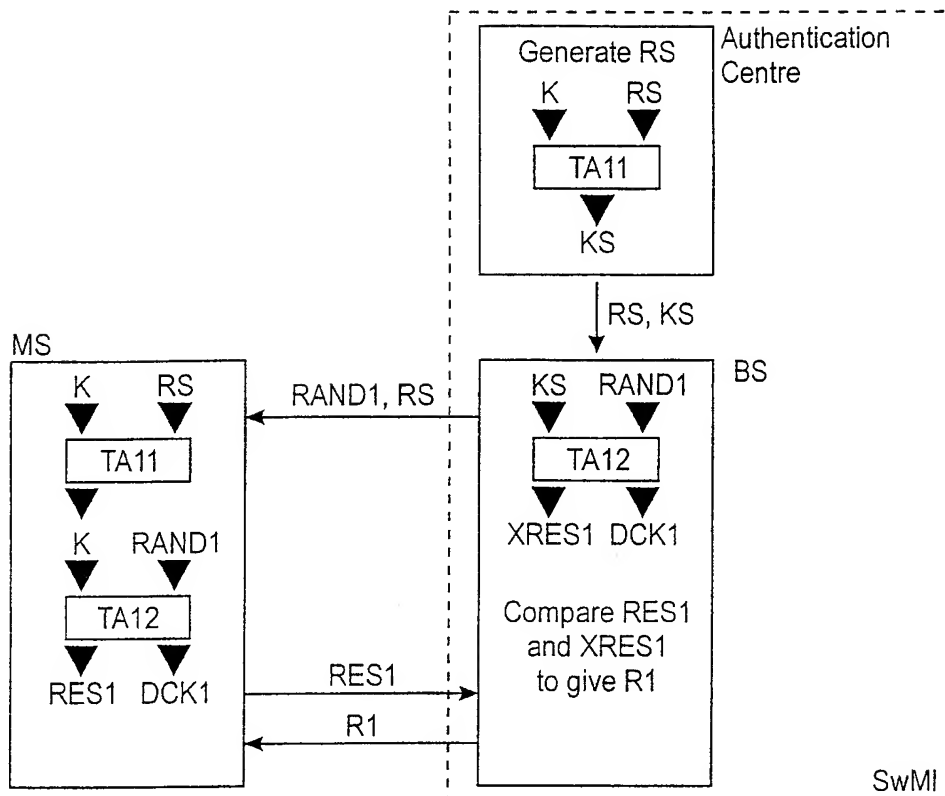 Authentication
Centre
Generate RS
K RS
TA11
KS
RS, KS
MS
K RS
TA11
K RAND1
TA12
RES1 DCK1
RAND1, RS
RES1
R1
BS
KS RAND1
TA12
XRES1 DCK1
Compare RES1
and XRES1
to give R1
SwMI